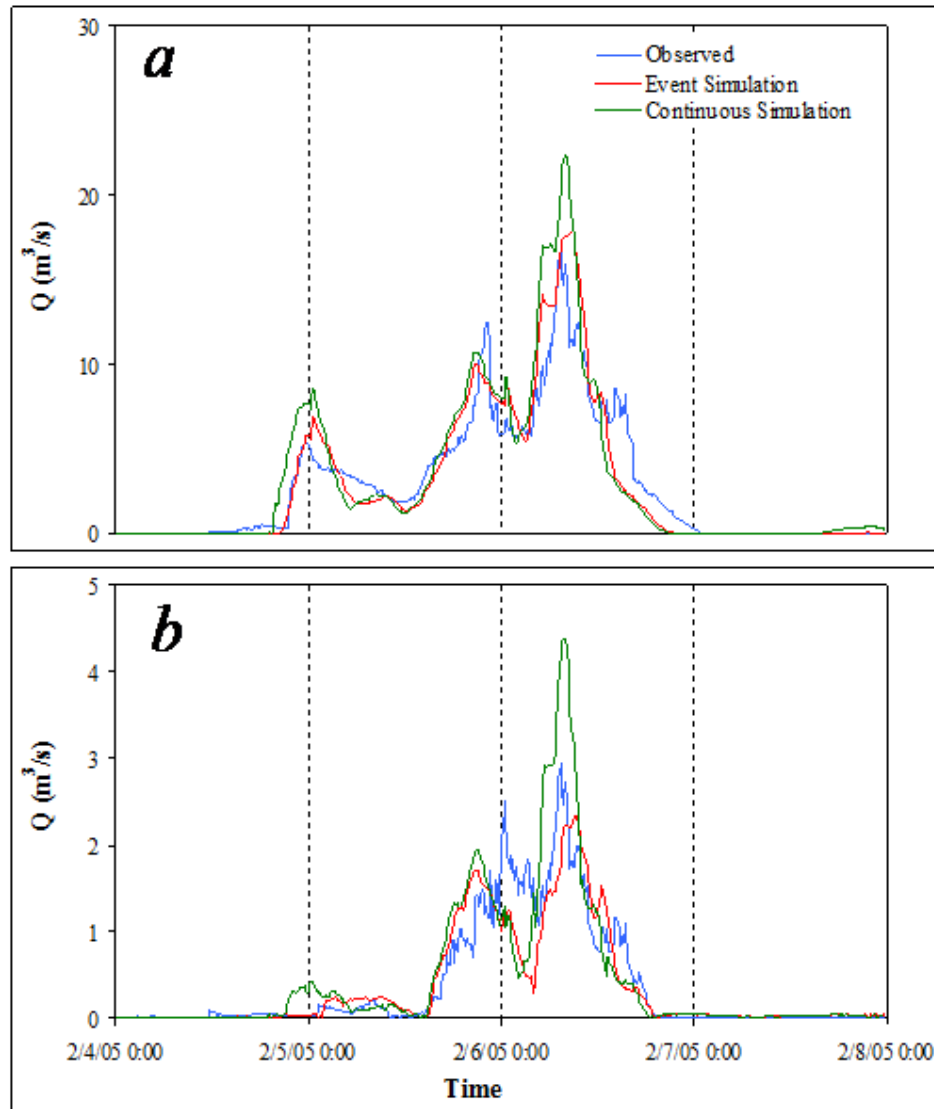 30
a
Observed
Event Simulation
Continuous Simulation
20
Q (m³/s)
10
0
5
b
4
3
Q (m³/s)
2
1
0
2/4/05 0:00 2/5/05 0:00 2/6/05 0:00 2/7/05 0:00 2/8/05 0:00
Time